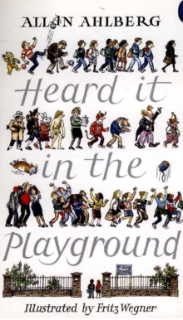 ALLAN AHLBERG
Heard it
in the
Playground
Illustrated by Fritz Wegner